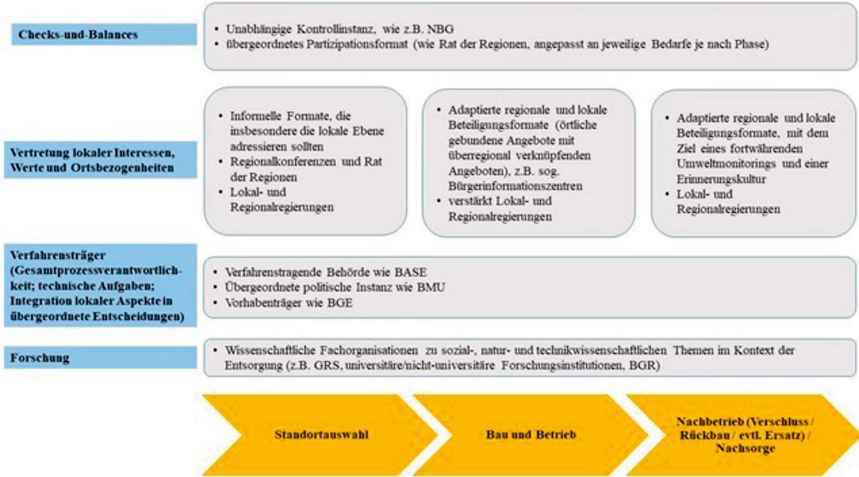 Checks-und-Balances
• Unabhängige Kontrollinstanz, wie z.B. NBG
• übergeordnetes Partizipationsformat (wie Rat der Regionen, angepasst an jeweilige Bedarfe je nach Phase)
Vertretung lokaler Interessen,
Werte und Ortsbezogenheiten
• Informelle Formate, die
insbesondere die lokale Ebene
adressieren sollten
• Regionalkonferenzen und Rat
der Regionen
• Lokal- und
Regionalregierungen
• Adaptierte regionale und lokale
Beteiligungsformate (örtliche
gebundene Angebote mit
überregional verknüpfenden
Angeboten), z.B. sog.
Bürgerinformationszentren
• verstärkt Lokal- und
Regionalregierungen
• Adaptierte regionale und lokale
Beteiligungsformate, mit dem
Ziel eines fortwährenden
Umweltmonitorings und einer
Erinnerungskultur
• Lokal- und
Regionalregierungen
Verfahrensträger
(Gesamtprozessverantwortlich-
keit; technische Aufgaben;
Integration lokaler Aspekte in
übergeordnete Entscheidungen)
• Verfahrenstragende Behörde wie BASE
• Übergeordnete politische Instanz wie BMU
• Vorhabenträger wie BGE
Forschung
• Wissenschaftliche Fachorganisationen zu sozial-, natur- und technikwissenschaftlichen Themen im Kontext der
Entsorgung (z.B. GRS, universitäre/nicht-universitäre Forschungsinstitutionen, BGR)
Standortauswahl
Bau und Betrieb
Nachbetrieb (Verschluss /
Rückbau / evtl. Ersatz) /
Nachsorge